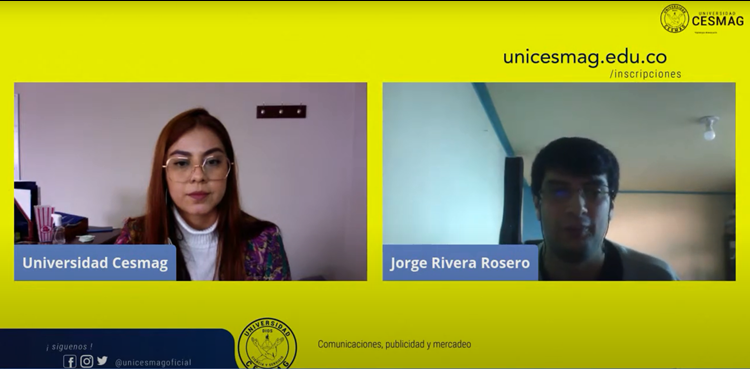 UNIVERSIDAD
CESMAG
unicesmag.edu.co
/inscripciones
Universidad Cesmag
Jorge Rivera Rosero
¡ síguenos !
@unicesmagoficial
UNIVERSIDAD
CESMAG
Comunicaciones, publicidad y mercadeo